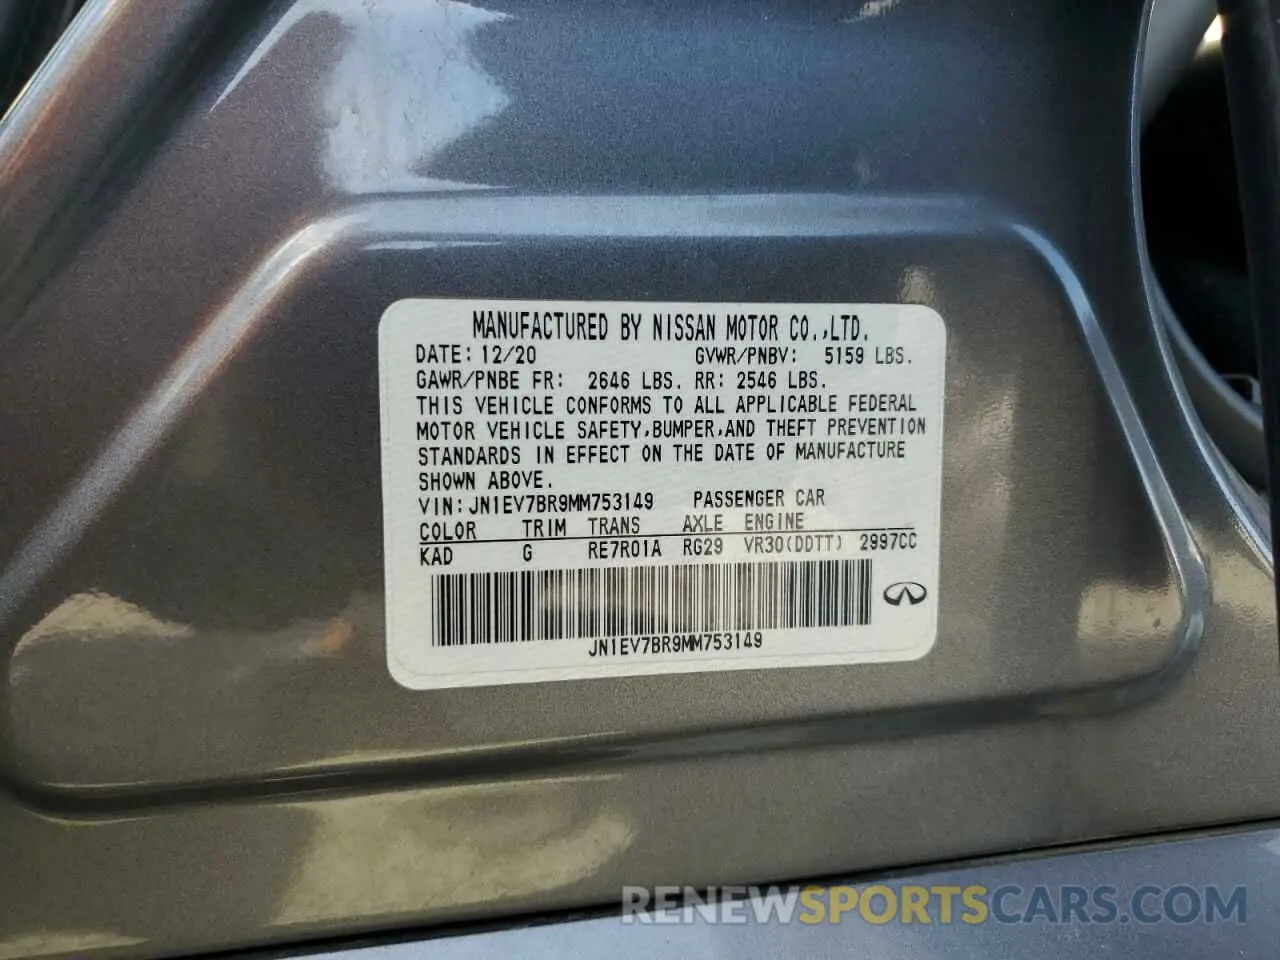 MANUFACTURED BY NISSAN MOTOR CO.,LTD.
DATE: 12/20 GVWR/PNBV: 5159 LBS.
GAWR/PNBE FR: 2646 LBS. RR: 2546 LBS.
THIS VEHICLE CONFORMS TO ALL APPLICABLE FEDERAL
MOTOR VEHICLE SAFETY,BUMPER,AND THEFT PREVENTION
STANDARDS IN EFFECT ON THE DATE OF MANUFACTURE
SHOWN ABOVE.
VIN:JN1EV7BR9MM753149 PASSENGER CAR
COLOR TRIM TRANS AXLE ENGINE
KAD G RE7R01A RG29 VR30(DDTT) 2997CC
JN1EV7BR9MM753149
RENEWSPORTSCARS.COM